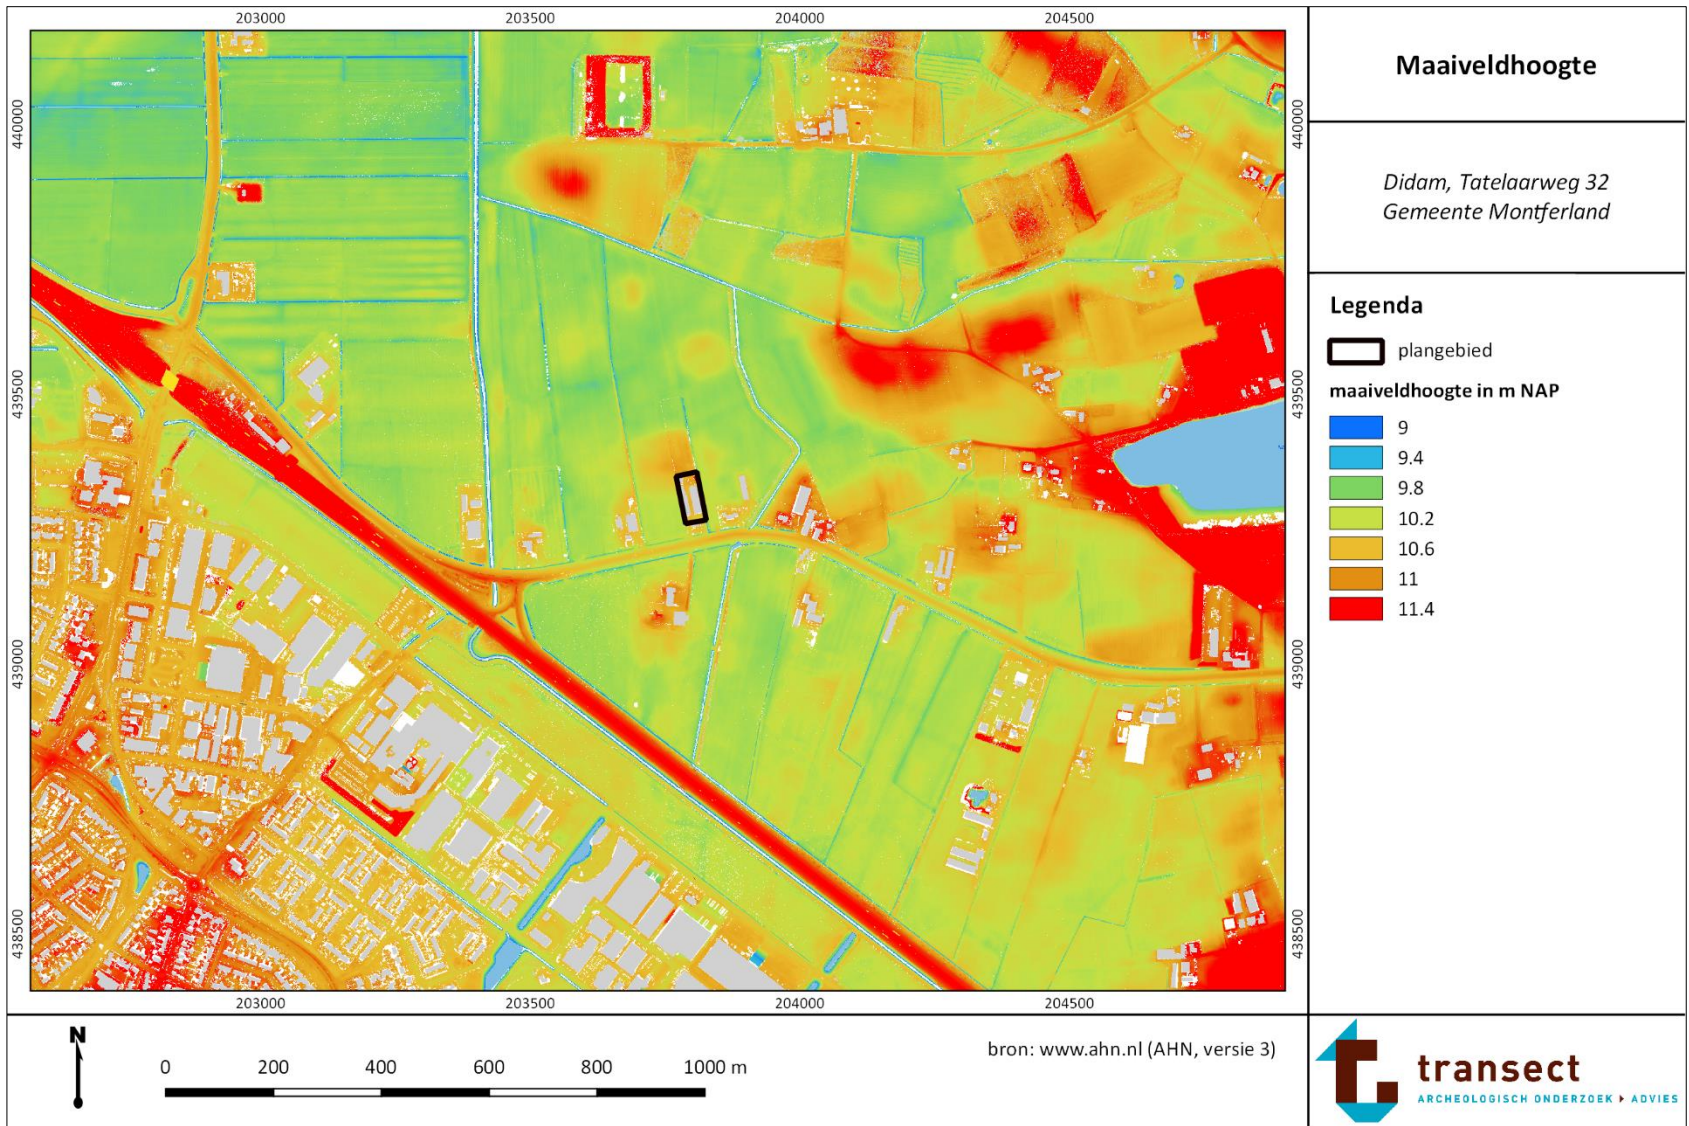 203000 203500 204000 204500
440000
439500
439000
438500
440000
439500
439000
438500
203000 203500 204000 204500
Maaiveldhoogte
Didam, Tatelaarweg 32
Gemeente Montferland
Legenda
plangebied
maaiveldhoogte in m NAP
9
9.4
9.8
10.2
10.6
11
11.4
N
0 200 400 600 800 1000 m
bron: www.ahn.nl (AHN, versie 3)
transect
ARCHEOLOGISCH ONDERZOEK ▸ ADVIES